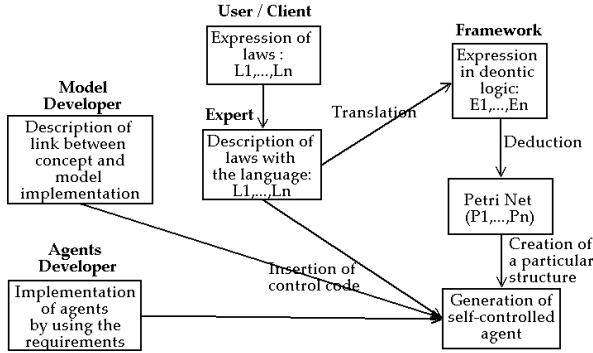 User / Client
Expression of
laws :
L1,...,Ln
Framework
Expression
in deontic
logic:
E1,...,En
Model
Developer
Description of
link between
concept and
model
implementation
Expert
Description of
laws with
the language:
L1,...,Ln
Translation
Deduction
Petri Net
(P1,...,Pn)
Creation of
a particular
structure
Agents
Developer
Implementation
of agents
by using the
requirements
Insertion of
control code
Generation of
self-controlled
agent